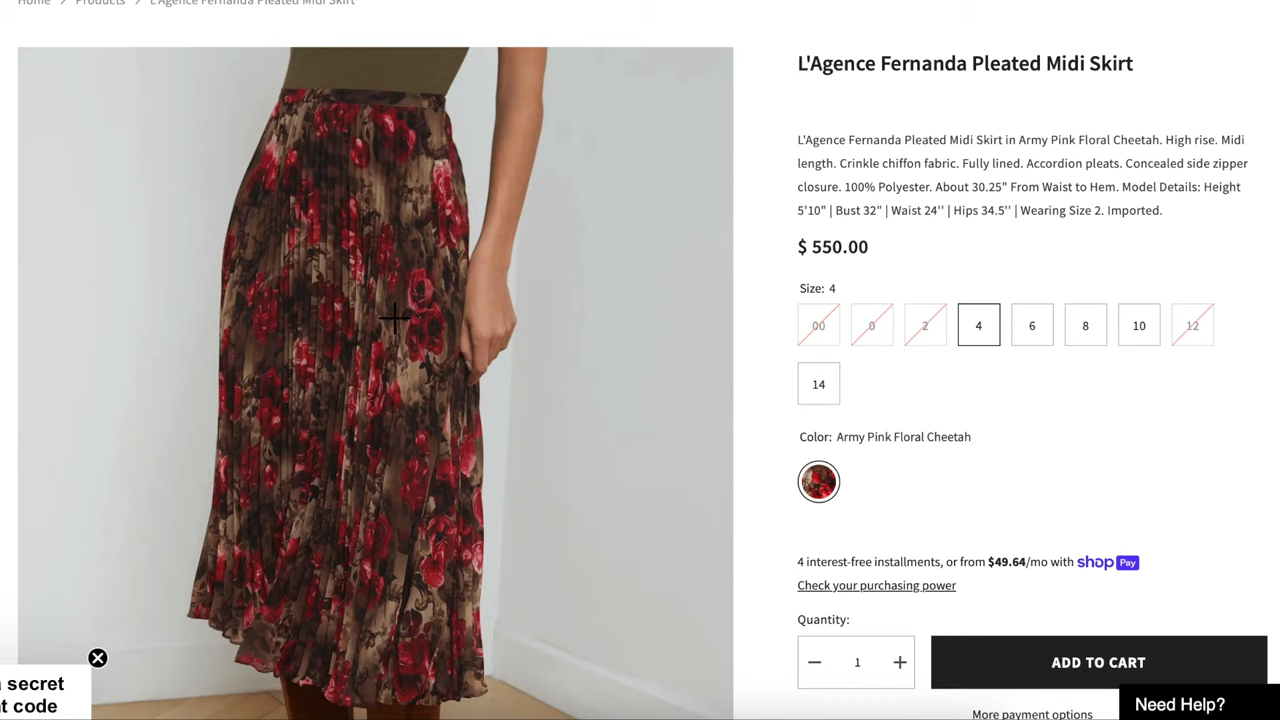 Home > Products > L'Agence Fernanda Pleated Midi Skirt
L'Agence Fernanda Pleated Midi Skirt
L'Agence Fernanda Pleated Midi Skirt in Army Pink Floral Cheetah. High rise. Midi
length. Crinkle chiffon fabric. Fully lined. Accordion pleats. Concealed side zipper
closure. 100% Polyester. About 30.25" From Waist to Hem. Model Details: Height
5'10" | Bust 32" | Waist 24'' | Hips 34.5'' | Wearing Size 2. Imported.
$ 550.00
Size: 4
00 0 2 4 6 8 10 12
14
Color: Army Pink Floral Cheetah
4 interest-free installments, or from $49.64/mo with shop Pay
Check your purchasing power
Quantity:
1
ADD TO CART
More payment options
Need Help?
secret
code